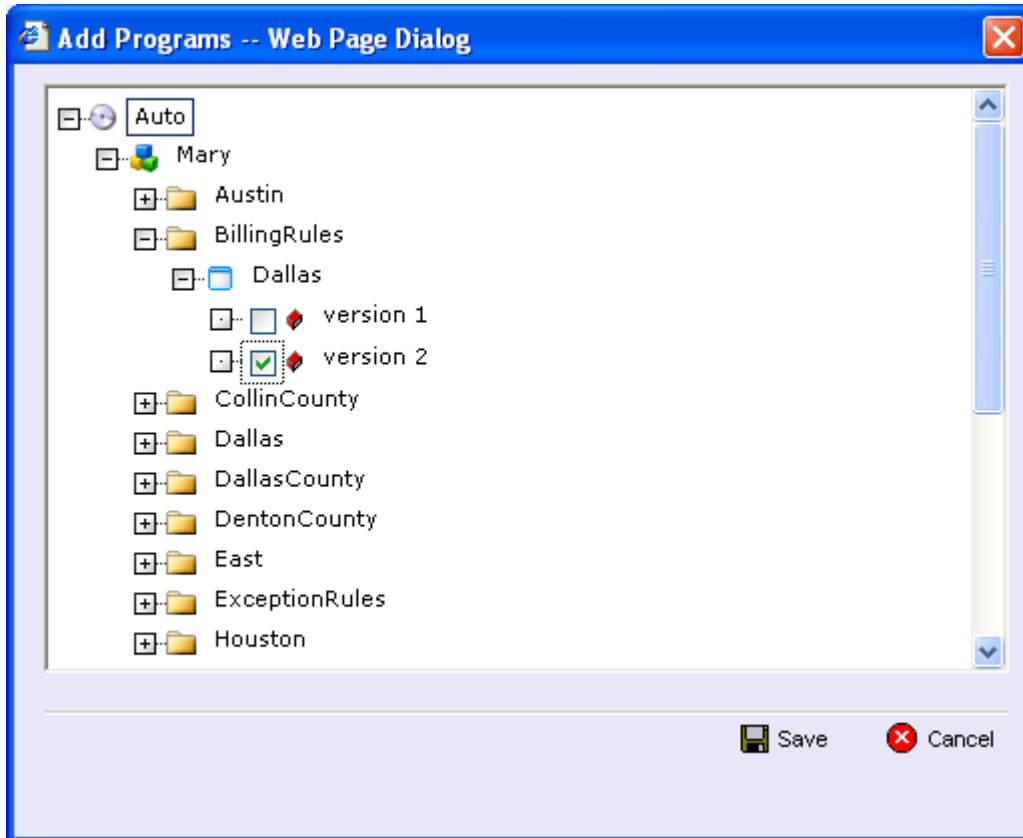 Add Programs -- Web Page Dialog
Auto
Mary
Austin
BillingRules
Dallas
version 1
version 2
CollinCounty
Dallas
DallasCounty
DentonCounty
East
ExceptionRules
Houston
Save Cancel